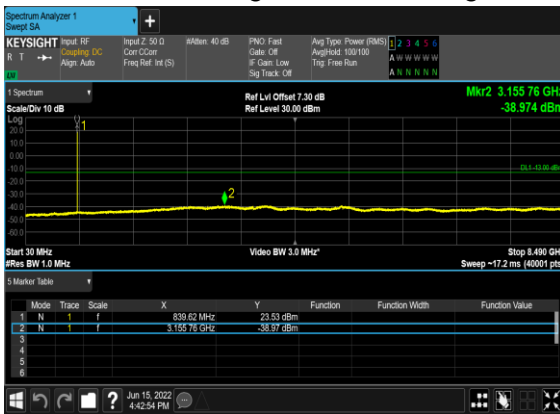 Spectrum Analyzer 1
Swept SA
KEYSIGHT Input: RF Input Z: 50 Ω #Atten: 40 dB PNO: Fast Avg Type: Power (RMS) 1 2 3 4 5 6
R T Coupling: DC Corr CCorr Gate: Off Avg|Hold: 100/100 A W W W W W
Align: Auto Freq Ref: Int (S) IF Gain: Low Trig: Free Run
LV Sig Track: Off A N N N N N
1 Spectrum Ref Lvl Offset 7.30 dB Mkr2 3.155 76 GHz
Scale/Div 10 dB Ref Level 30.00 dBm -38.974 dBm
Log
20.0 1
10.0
0.00
-10.0 DL1 -13.00 dBm
-20.0
-30.0 2
-40.0
-50.0
-60.0
Start 30 MHz Video BW 3.0 MHz* Stop 8.490 GHz
#Res BW 1.0 MHz Sweep ~17.2 ms (40001 pts)
5 Marker Table
Mode Trace Scale X Y Function Function Width Function Value
1 N 1 f 839.62 MHz 23.53 dBm
2 N 1 f 3.155 76 GHz -38.97 dBm
3
4
5
6
? Jun 15, 2022
4:42:54 PM